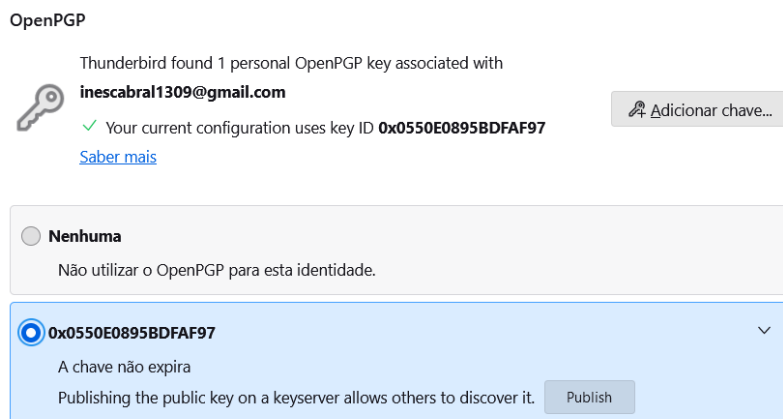 OpenPGP
Thunderbird found 1 personal OpenPGP key associated with
inescabral1309@gmail.com
Your current configuration uses key ID 0x0550E0895BDFAF97
Adicionar chave...
Saber mais
Nenhuma
Não utilizar o OpenPGP para esta identidade.
0x0550E0895BDFAF97
A chave não expira
Publishing the public key on a keyserver allows others to discover it. Publish